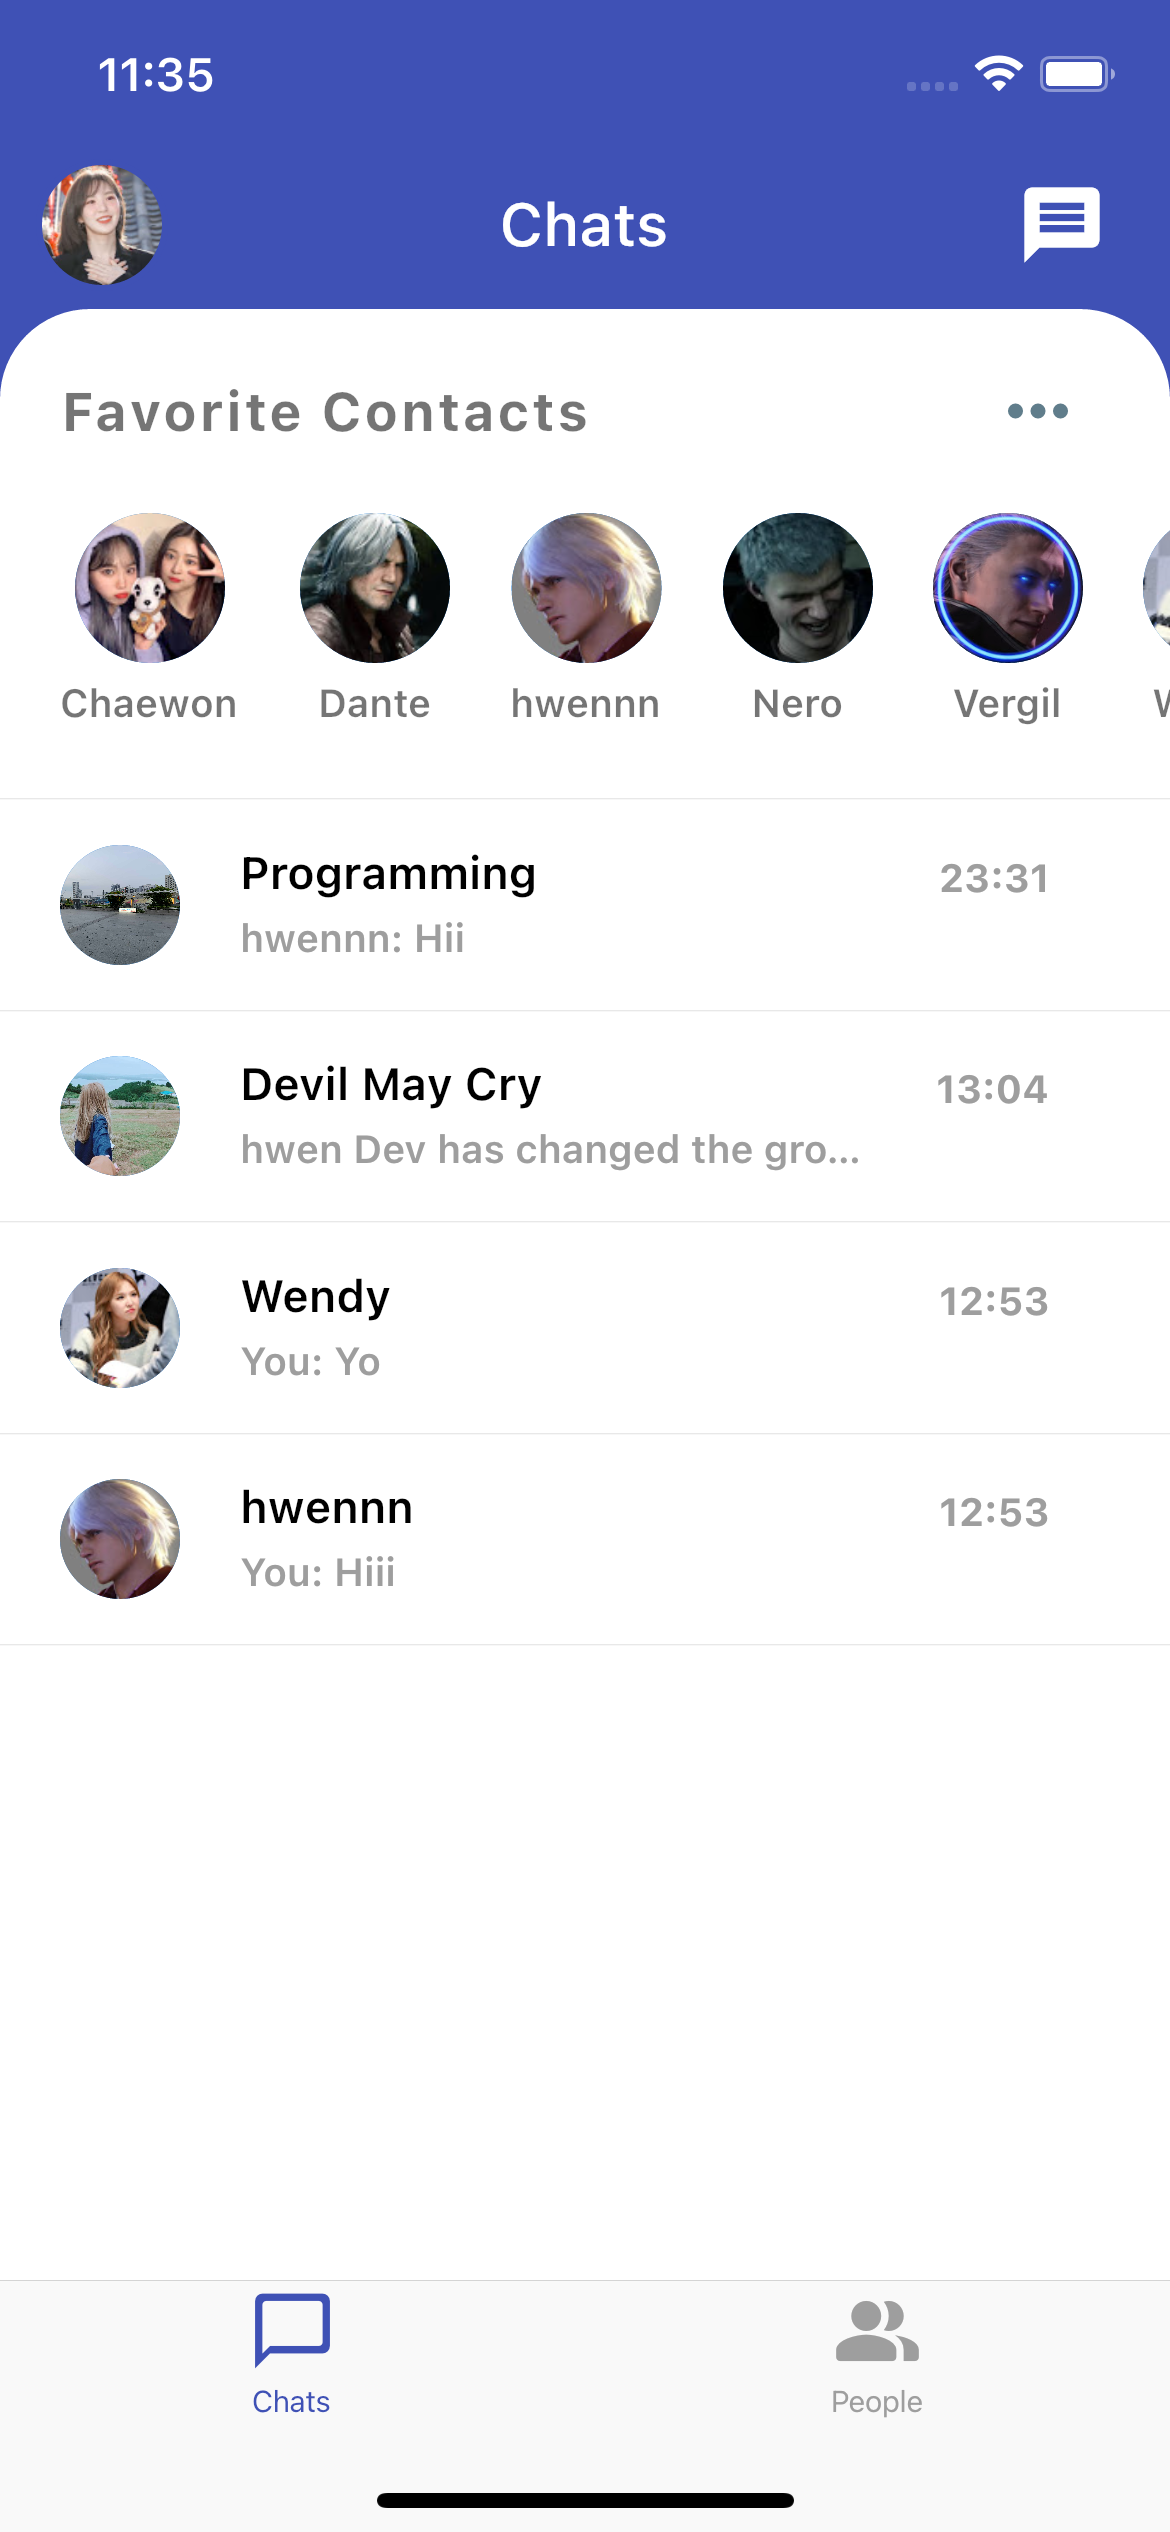 11:35
Chats
Favorite Contacts
Chaewon Dante hwennn Nero Vergil
Programming 23:31
hwennn: Hii
Devil May Cry 13:04
hwen Dev has changed the gro...
Wendy 12:53
You: Yo
hwennn 12:53
You: Hiii
Chats People